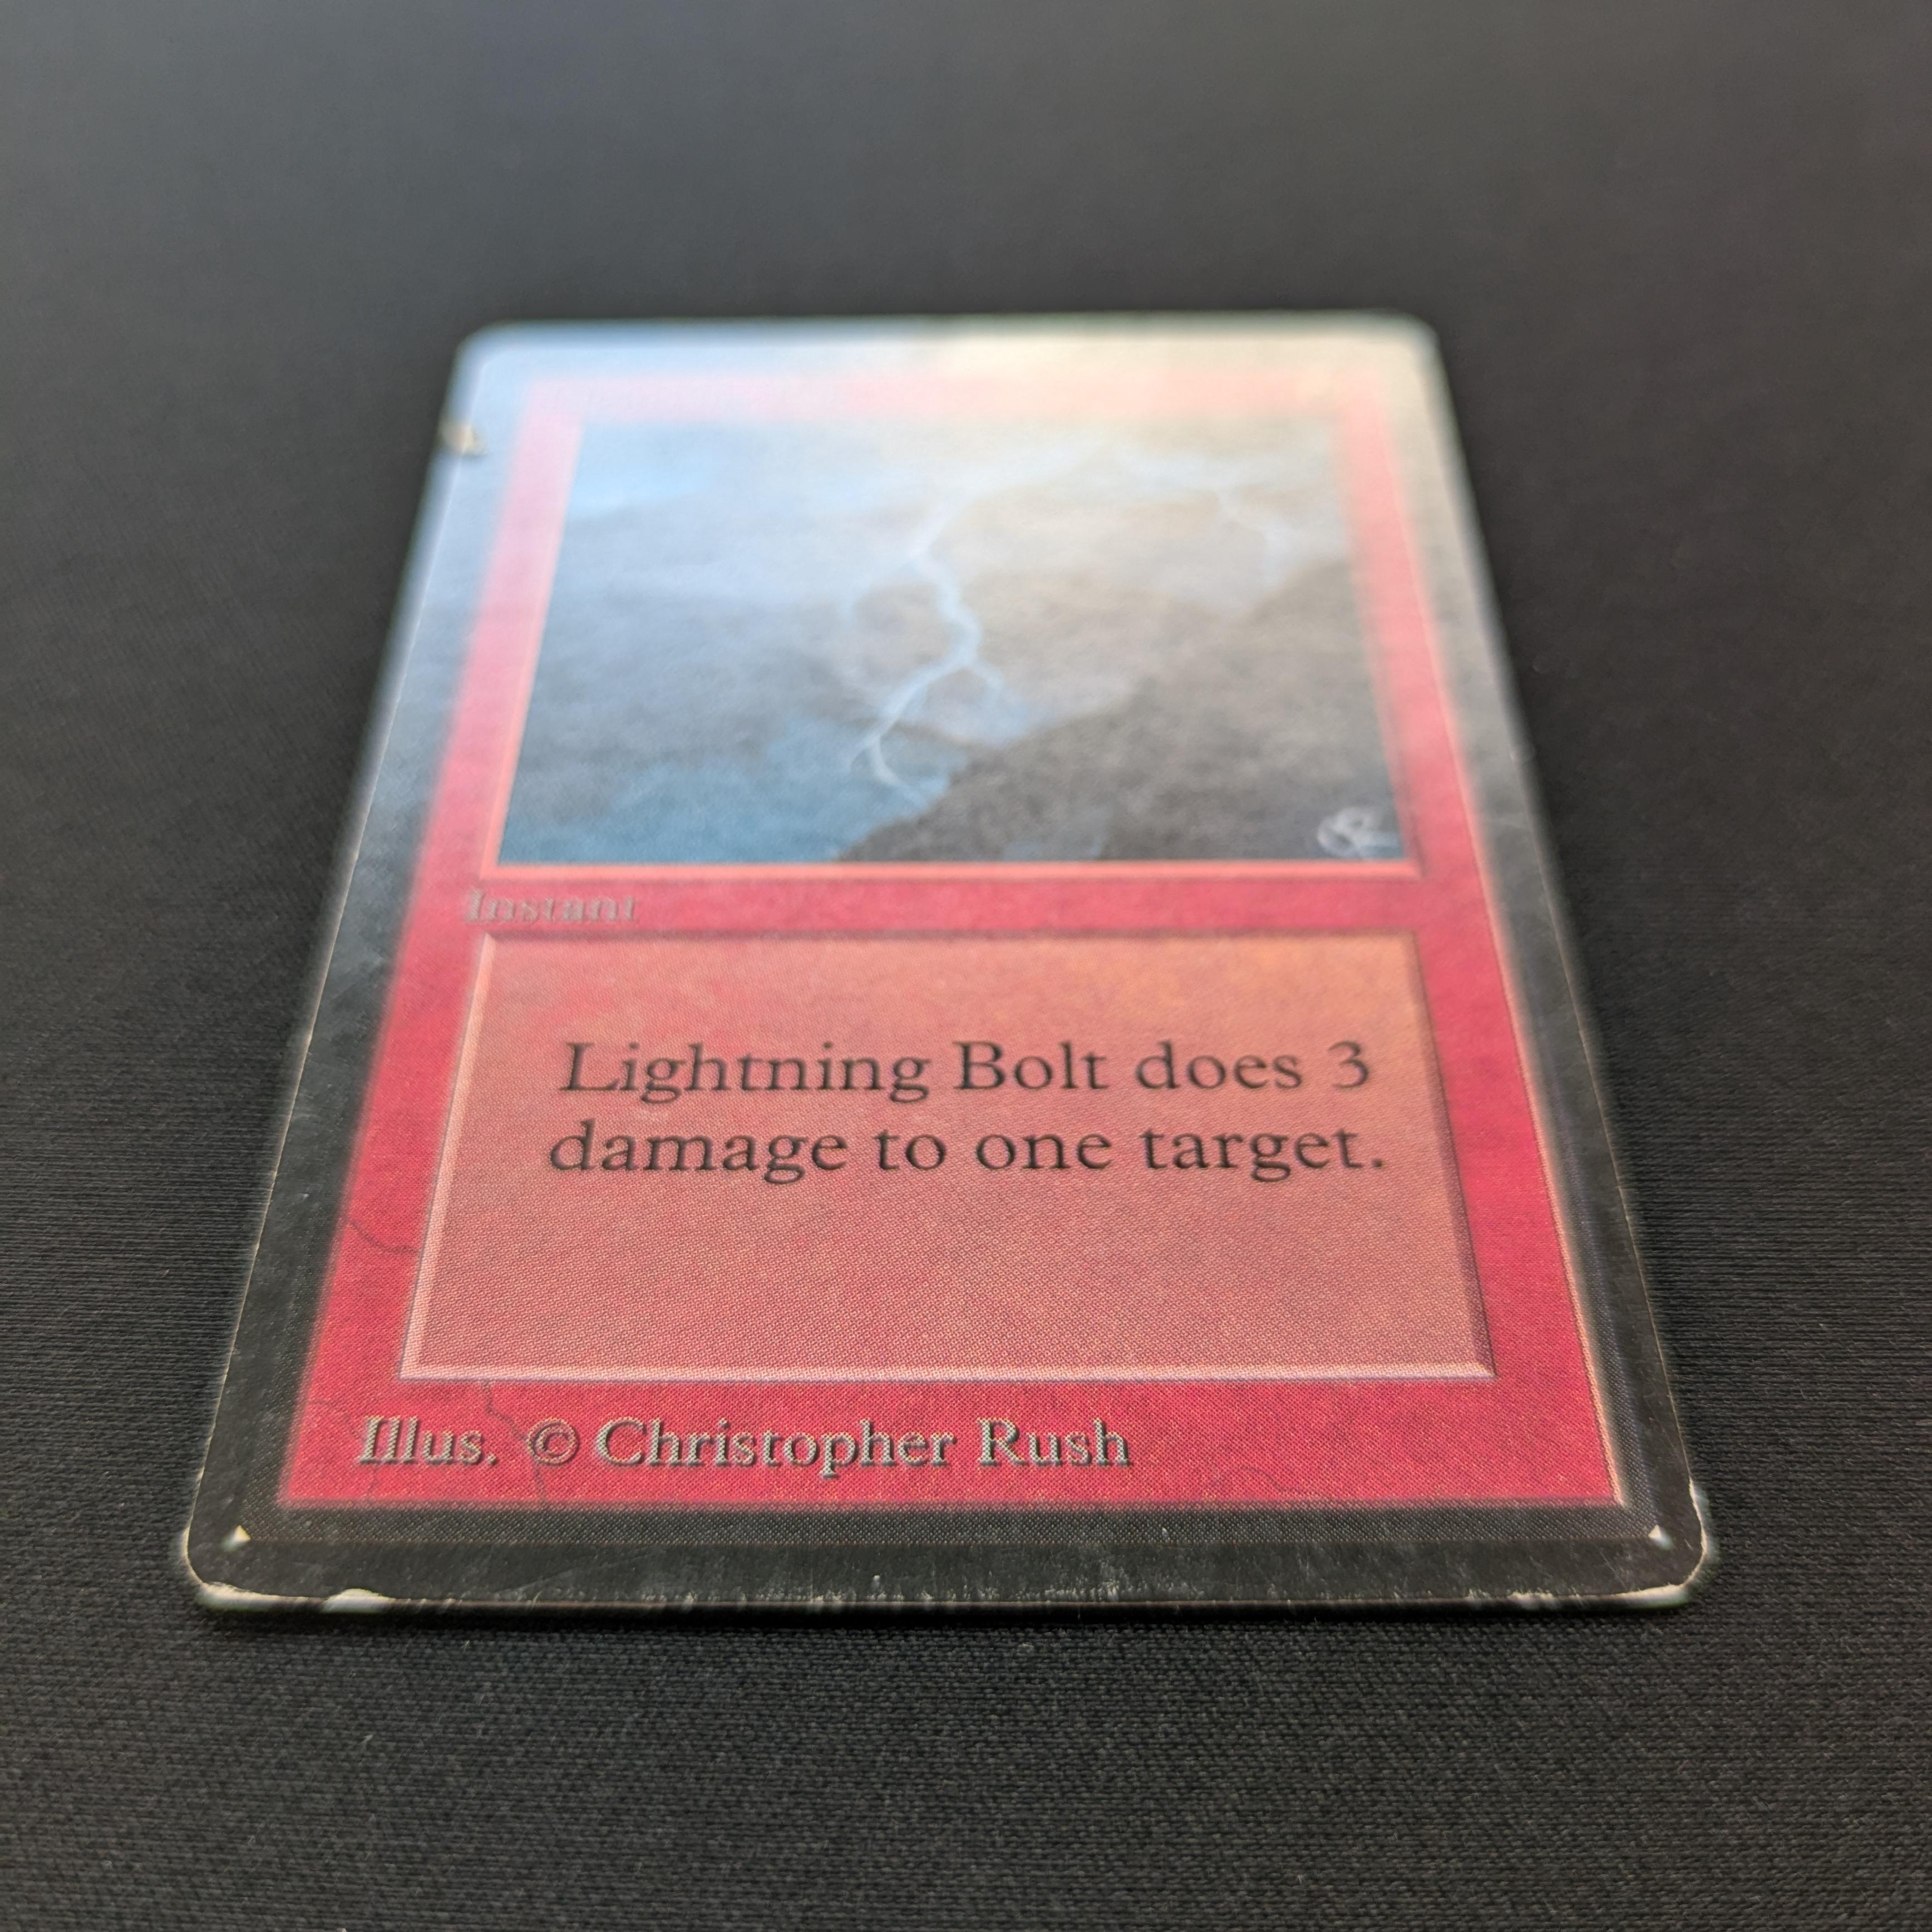 Instant
Lightning Bolt does 3
damage to one target.
Illus. © Christopher Rush